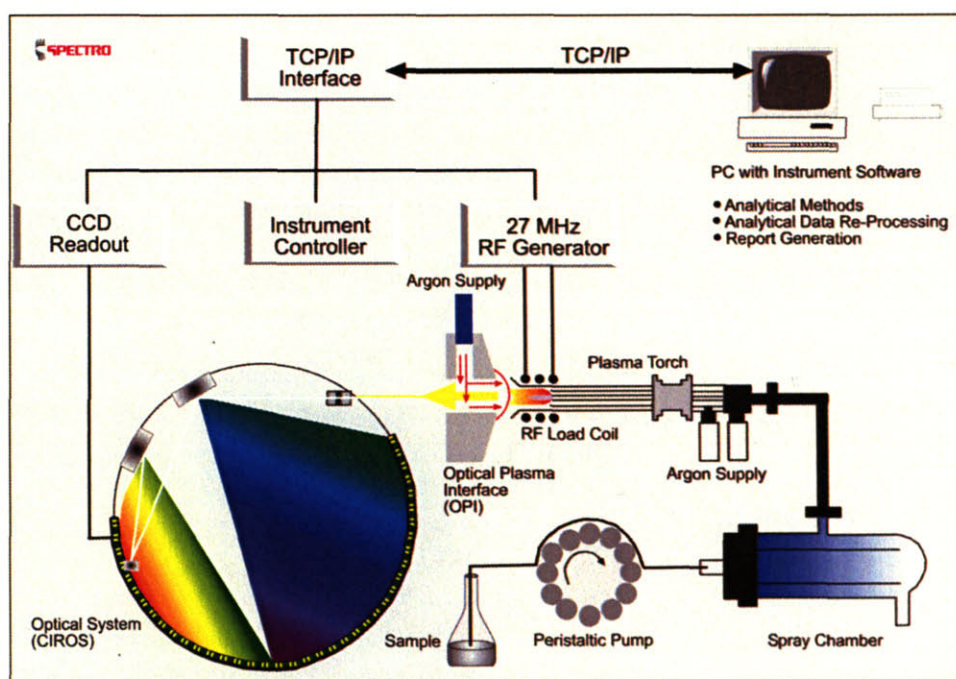 SPECTRO
TCP/IP
Interface
TCP/IP
PC with Instrument Software
• Analytical Methods
• Analytical Data Re-Processing
• Report Generation
CCD
Readout
Instrument
Controller
27 MHz
RF Generator
Argon Supply
Plasma Torch
RF Load Coil
Argon Supply
Optical Plasma
Interface
(OPI)
Optical System
(CIROS)
Sample
Peristaltic Pump
Spray Chamber